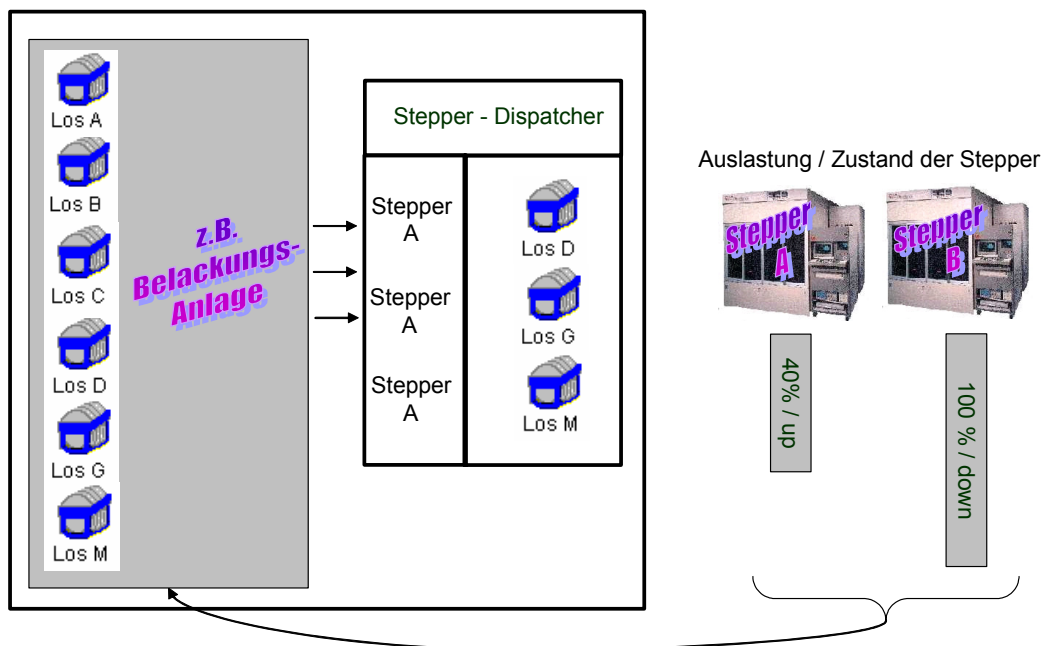 Los A
Los B
Los C
Los D
Los G
Los M
z.B.
Belackungs-
Anlage
Stepper - Dispatcher
Stepper
A
Stepper
A
Stepper
A
Los D
Los G
Los M
Auslastung / Zustand der Stepper
Stepper
A
Stepper
B
40% / up
100 % / down